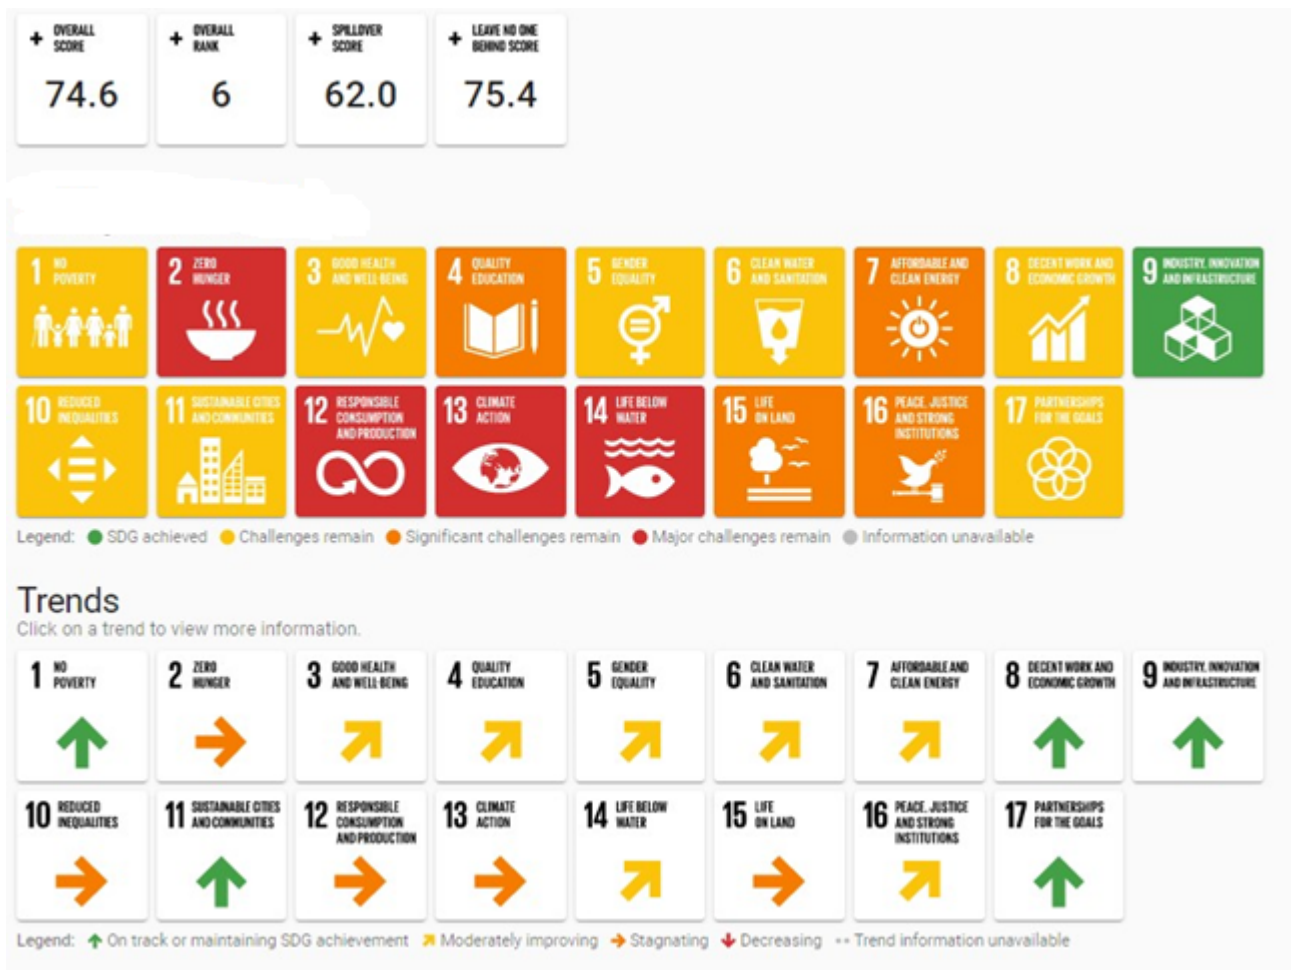 + OVERALL SCORE
74.6
+ OVERALL RANK
6
+ SPILLOVER SCORE
62.0
+ LEAVE NO ONE BEHIND SCORE
75.4
1 NO POVERTY
2 ZERO HUNGER
3 GOOD HEALTH AND WELL-BEING
4 QUALITY EDUCATION
5 GENDER EQUALITY
6 CLEAN WATER AND SANITATION
7 AFFORDABLE AND CLEAN ENERGY
8 DECENT WORK AND ECONOMIC GROWTH
9 INDUSTRY, INNOVATION AND INFRASTRUCTURE
10 REDUCED INEQUALITIES
11 SUSTAINABLE CITIES AND COMMUNITIES
12 RESPONSIBLE CONSUMPTION AND PRODUCTION
13 CLIMATE ACTION
14 LIFE BELOW WATER
15 LIFE ON LAND
16 PEACE, JUSTICE AND STRONG INSTITUTIONS
17 PARTNERSHIPS FOR THE GOALS
Legend: SDG achieved Challenges remain Significant challenges remain Major challenges remain Information unavailable
Trends
Click on a trend to view more information.
1 NO POVERTY
2 ZERO HUNGER
3 GOOD HEALTH AND WELL-BEING
4 QUALITY EDUCATION
5 GENDER EQUALITY
6 CLEAN WATER AND SANITATION
7 AFFORDABLE AND CLEAN ENERGY
8 DECENT WORK AND ECONOMIC GROWTH
9 INDUSTRY, INNOVATION AND INFRASTRUCTURE
10 REDUCED INEQUALITIES
11 SUSTAINABLE CITIES AND COMMUNITIES
12 RESPONSIBLE CONSUMPTION AND PRODUCTION
13 CLIMATE ACTION
14 LIFE BELOW WATER
15 LIFE ON LAND
16 PEACE, JUSTICE AND STRONG INSTITUTIONS
17 PARTNERSHIPS FOR THE GOALS
Legend: On track or maintaining SDG achievement Moderately improving Stagnating Decreasing Trend information unavailable